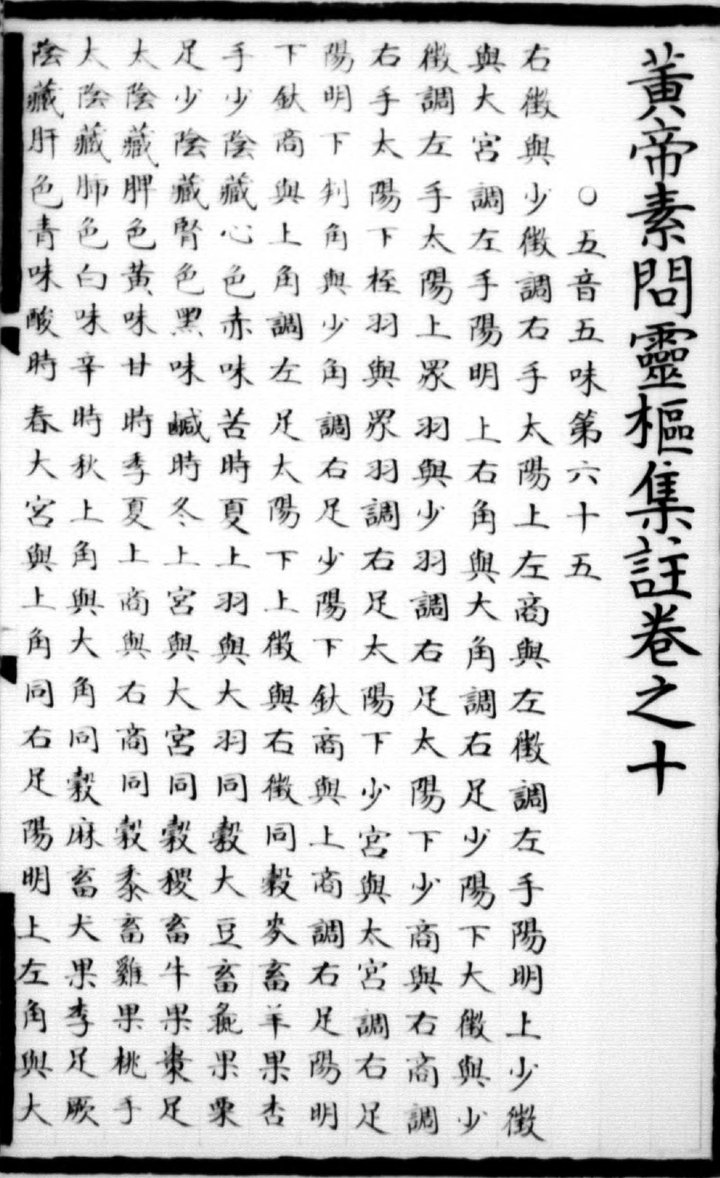 黃帝素問靈樞集註卷之十
○五音五味第六十五
右徵與少徵調右手太陽上左商與左徵調左手陽明上少徵
與大宮調左手陽明上右角與大角調右足少陽下大徵與少
徵調左手太陽上眾羽與少羽調右足太陽下少商與右商調
右手太陽下桎羽與眾羽調右足太陽下少宮與太宮調右足
陽明下判角與少角調右足少陽下釱商與上商調右足陽明
下釱商與上角調左足太陽下上徵與右徵同穀麥畜羊果杏
手少陰藏心色赤味苦時夏上羽與大羽同穀大豆畜彘果栗
足少陰藏腎色黑味鹹時冬上宮與大宮同穀稷畜牛果棗足
太陰藏脾色黃味甘時季夏上商與右商同穀黍畜雞果桃手
太陰藏肺色白味辛時秋上角與大角同穀麻畜犬果李足厥
陰藏肝色青味酸時春大宮與上角同右足陽明上左角與大